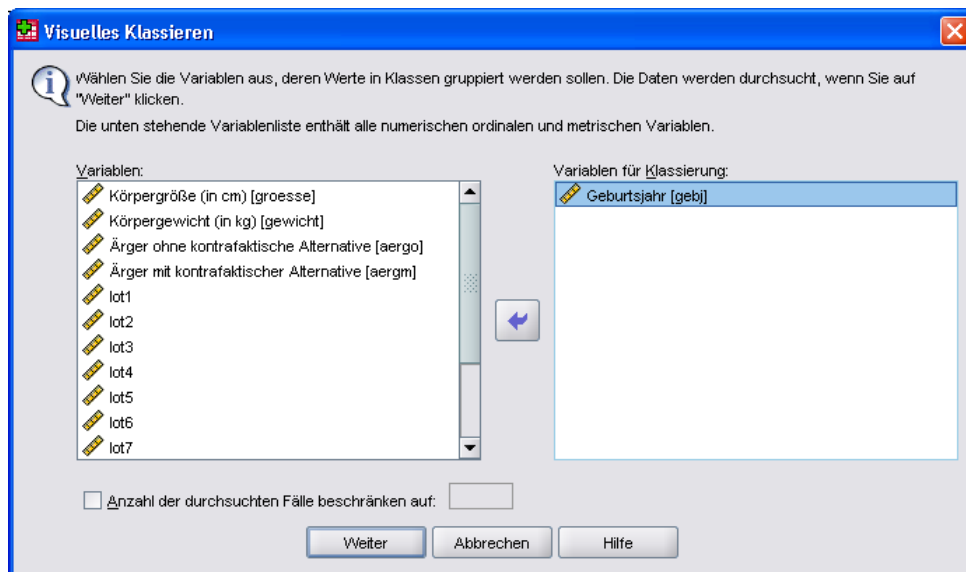 Visuelles Klassieren
Wählen Sie die Variablen aus, deren Werte in Klassen gruppiert werden sollen. Die Daten werden durchsucht, wenn Sie auf
"Weiter" klicken.
Die unten stehende Variablenliste enthält alle numerischen ordinalen und metrischen Variablen.
Variablen:
Körpergröße (in cm) [groesse]
Körpergewicht (in kg) [gewicht]
Ärger ohne kontrafaktische Alternative [aergo]
Ärger mit kontrafaktischer Alternative [aergm]
lot1
lot2
lot3
lot4
lot5
lot6
lot7
Variablen für Klassierung:
Geburtsjahr [gebj]
Anzahl der durchsuchten Fälle beschränken auf:
Weiter
Abbrechen
Hilfe